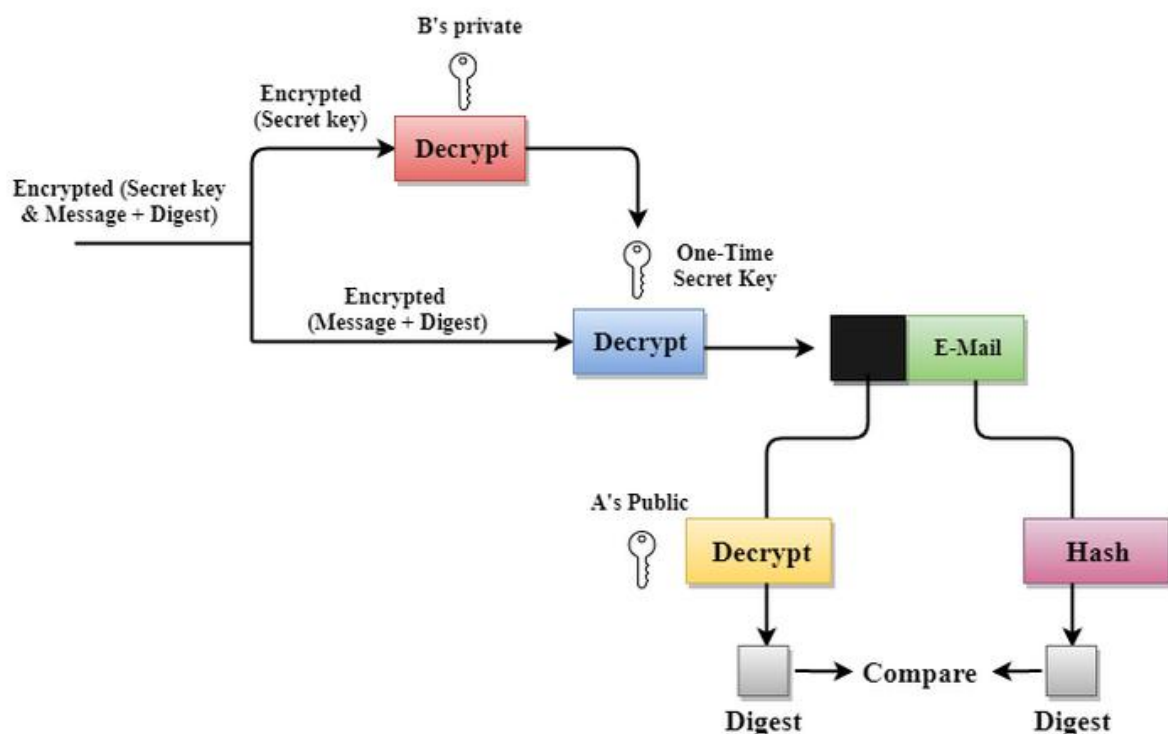 B's private
Encrypted
(Secret key)
Decrypt
Encrypted (Secret key
& Message + Digest)
One-Time
Secret Key
Encrypted
(Message + Digest)
Decrypt
E-Mail
A's Public
Decrypt
Hash
Compare
Digest
Digest